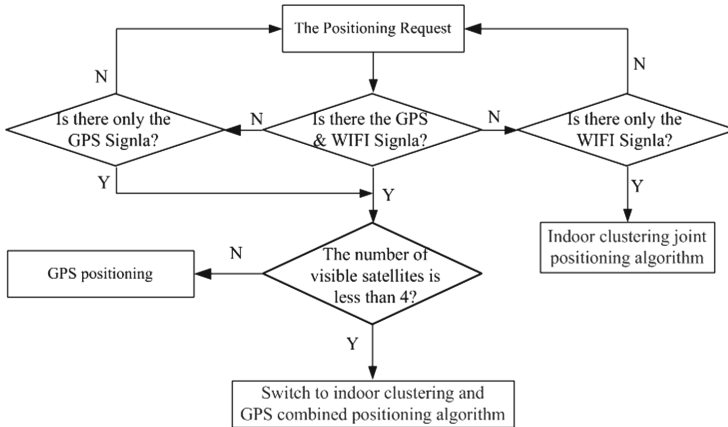 The Positioning Request
N
N
Is there only the
GPS Signla?
N
Is there the GPS
& WIFI Signla?
N
Is there only the
WIFI Signla?
Y
Y
Y
Indoor clustering joint
positioning algorithm
GPS positioning
N
The number of
visible satellites is
less than 4?
Y
Switch to indoor clustering and
GPS combined positioning algorithm